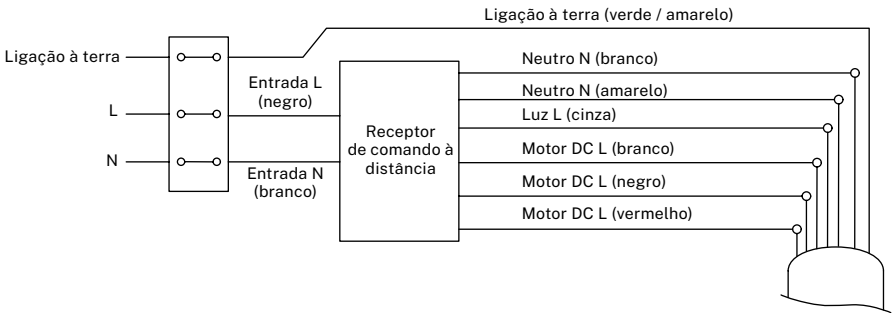 Ligação à terra (verde / amarelo)
Ligação à terra
L
N
Entrada L
(negro)
Entrada N
(branco)
Receptor
de comando à
distância
Neutro N (branco)
Neutro N (amarelo)
Luz L (cinza)
Motor DC L (branco)
Motor DC L (negro)
Motor DC L (vermelho)